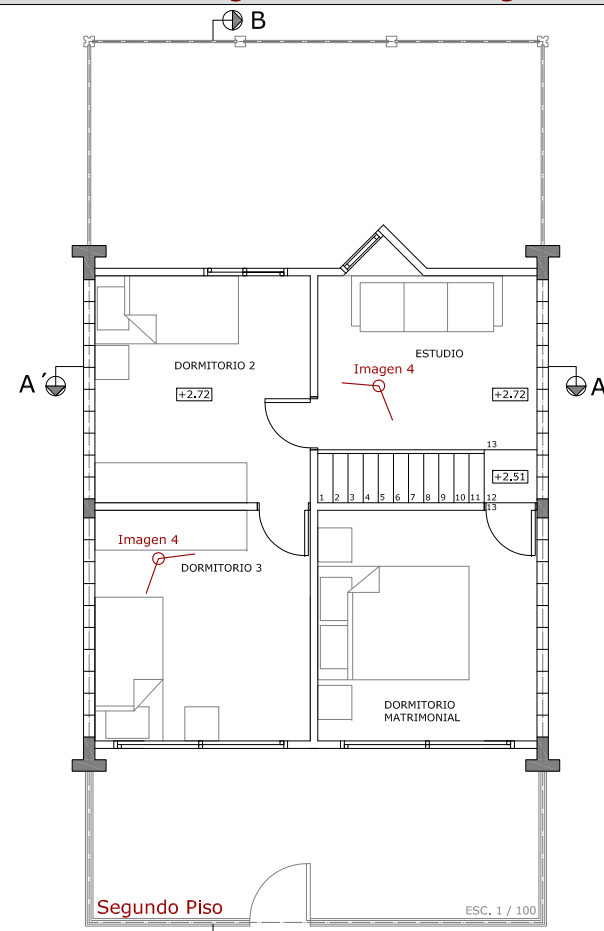 B
ESTUDIO
DORMITORIO 2
Imagen 4
A´
+2.72
+2.72
A
13
+2.51
1 2 3 4 5 6 7 8 9 10 11 12
13
Imagen 4
DORMITORIO 3
DORMITORIO
MATRIMONIAL
Segundo Piso
ESC. 1 / 100